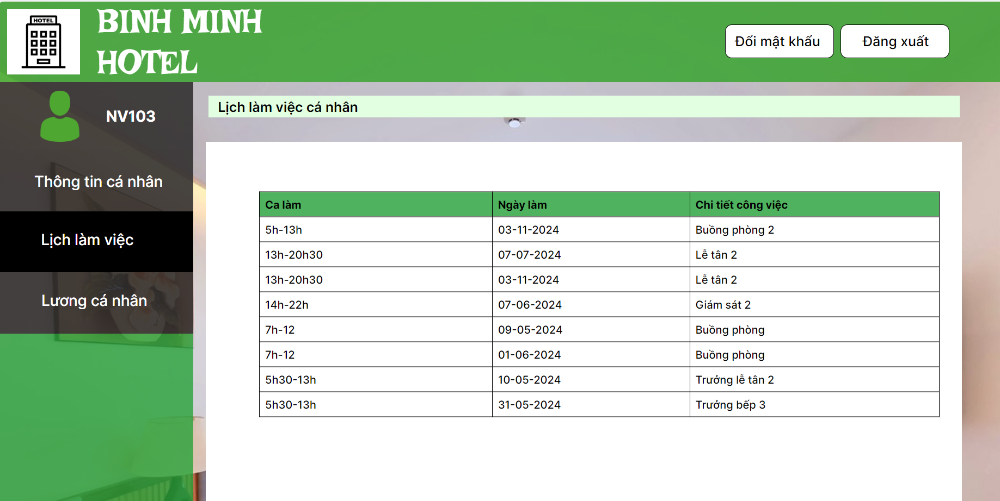 HOTEL
BINH MINH
HOTEL
Đổi mật khẩu
Đăng xuất
NV103
Thông tin cá nhân
Lịch làm việc
Lương cá nhân
Lịch làm việc cá nhân
Ca làm Ngày làm Chi tiết công việc
5h-13h 03-11-2024 Buồng phòng 2
13h-20h30 07-07-2024 Lễ tân 2
13h-20h30 03-11-2024 Lễ tân 2
14h-22h 07-06-2024 Giám sát 2
7h-12 09-05-2024 Buồng phòng
7h-12 01-06-2024 Buồng phòng
5h30-13h 10-05-2024 Trưởng lễ tân 2
5h30-13h 31-05-2024 Trưởng bếp 3